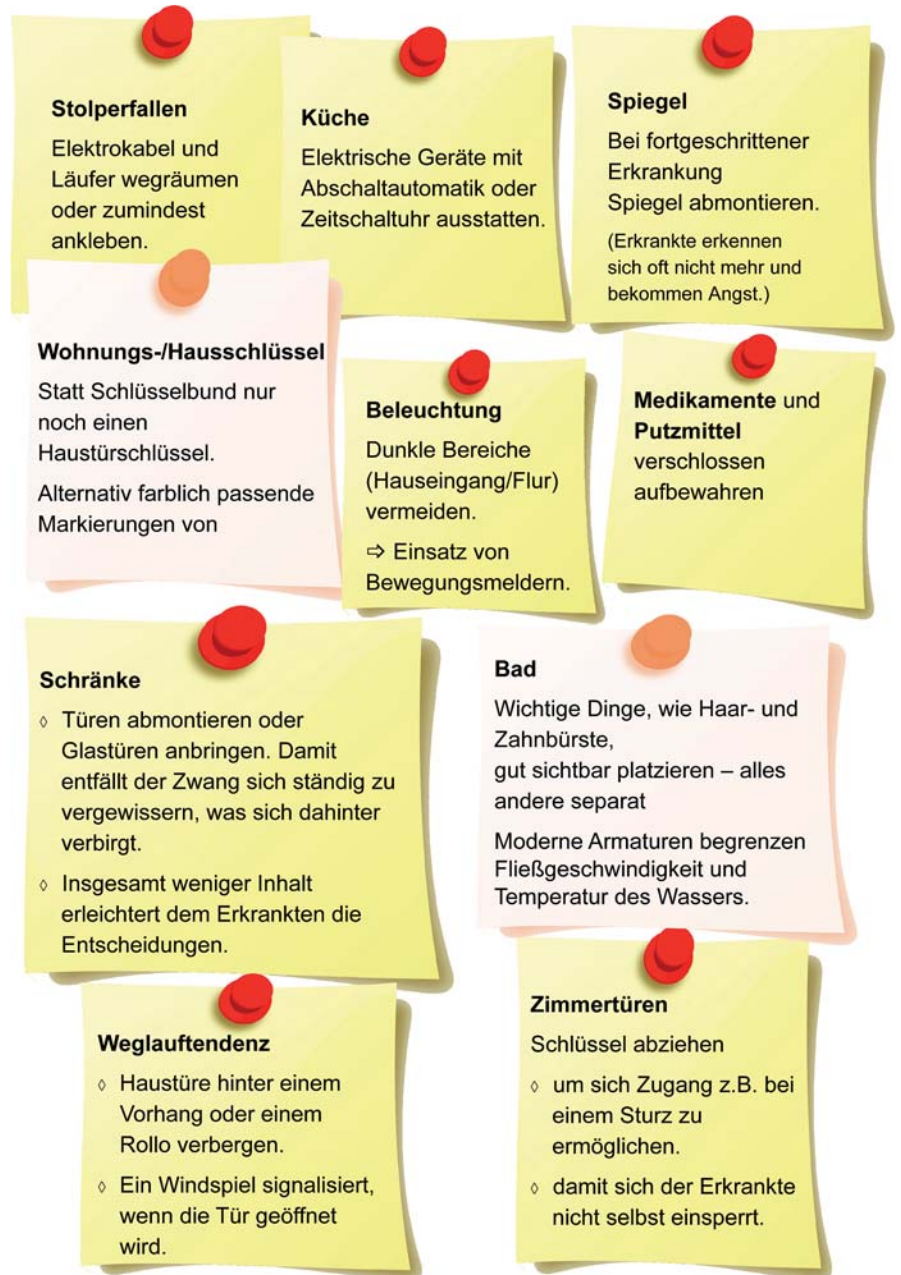 Stolperfallen
Elektrokabel und
Läufer wegräumen
oder zumindest
ankleben.
Küche
Elektrische Geräte mit
Abschaltautomatik oder
Zeitschaltuhr ausstatten.
Spiegel
Bei fortgeschrittener
Erkrankung
Spiegel abmontieren.
(Erkrankte erkennen
sich oft nicht mehr und
bekommen Angst.)
Wohnungs-/Hausschlüssel
Statt Schlüsselbund nur
noch einen
Haustürschlüssel.
Alternativ farblich passende
Markierungen von
Beleuchtung
Dunkle Bereiche
(Hauseingang/Flur)
vermeiden.
⇨ Einsatz von
Bewegungsmeldern.
Medikamente und
Putzmittel
verschlossen
aufbewahren
Schränke
◊ Türen abmontieren oder
Glastüren anbringen. Damit
entfällt der Zwang sich ständig zu
vergewissern, was sich dahinter
verbirgt.
◊ Insgesamt weniger Inhalt
erleichtert dem Erkrankten die
Entscheidungen.
Bad
Wichtige Dinge, wie Haar- und
Zahnbürste,
gut sichtbar platzieren – alles
andere separat
Moderne Armaturen begrenzen
Fließgeschwindigkeit und
Temperatur des Wassers.
Weglauftendenz
◊ Haustüre hinter einem
Vorhang oder einem
Rollo verbergen.
◊ Ein Windspiel signalisiert,
wenn die Tür geöffnet
wird.
Zimmertüren
Schlüssel abziehen
◊ um sich Zugang z.B. bei
einem Sturz zu
ermöglichen.
◊ damit sich der Erkrankte
nicht selbst einsperrt.